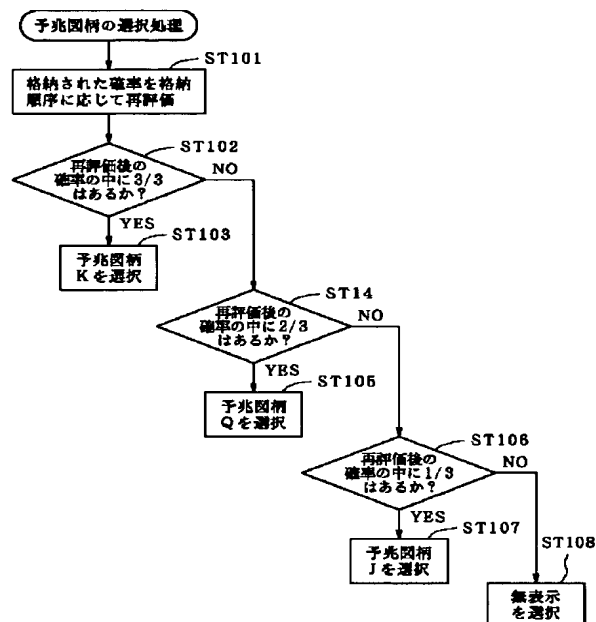 予兆図柄の選択処理
ST101
格納された確率を格納
順序に応じて再評価
ST102
再評価後の
確率の中に3/3
はあるか？
NO
YES
ST103
予兆図柄
Kを選択
ST14
再評価後の
確率の中に2/3
はあるか？
NO
YES
ST105
予兆図柄
Qを選択
ST106
再評価後の
確率の中に1/3
はあるか？
NO
YES
ST107
予兆図柄
Jを選択
ST108
無表示
を選択